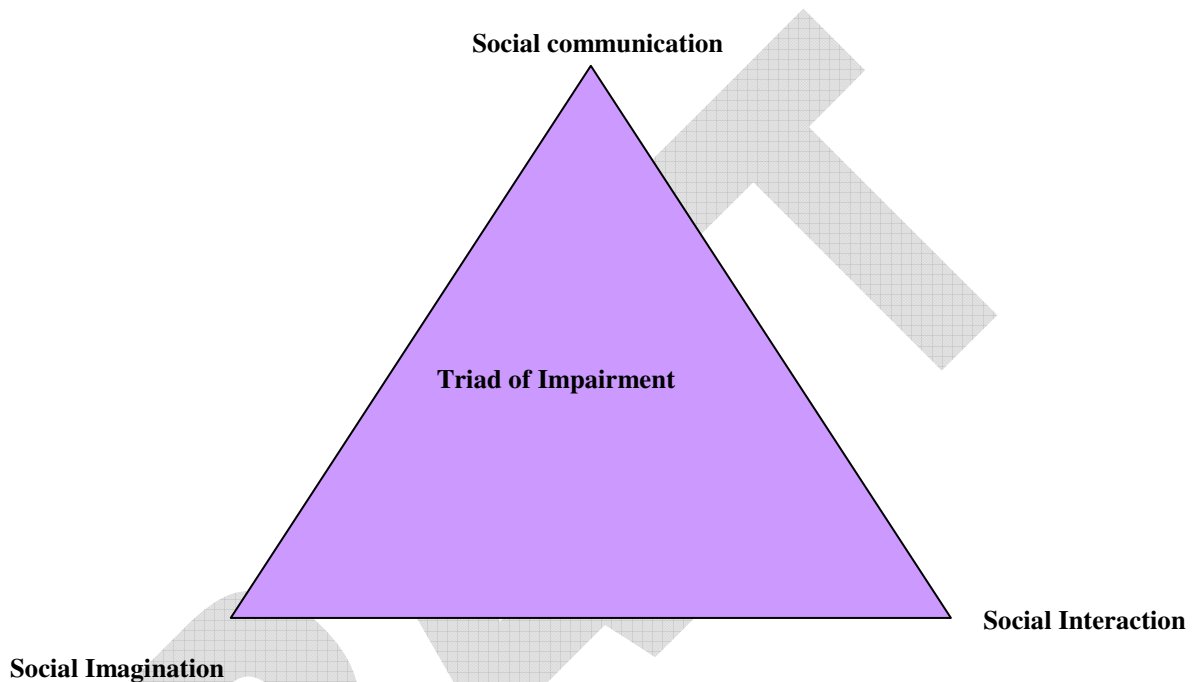 Social communication
Triad of Impairment
Social Interaction
Social Imagination